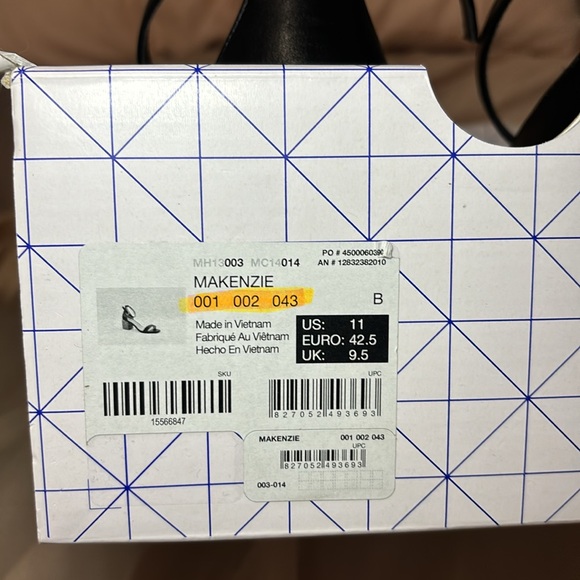 PO # 4500060390
MH13003 MC14014 AN # 12832382010
MAKENZIE
001 002 043 B
Made in Vietnam
Fabriqué Au Viêtnam
Hecho En Vietnam
US: 11
EURO: 42.5
UK: 9.5
SKU
15566847
UPC
827052493693
MAKENZIE 001 002 043
UPC
827052493693
003-014